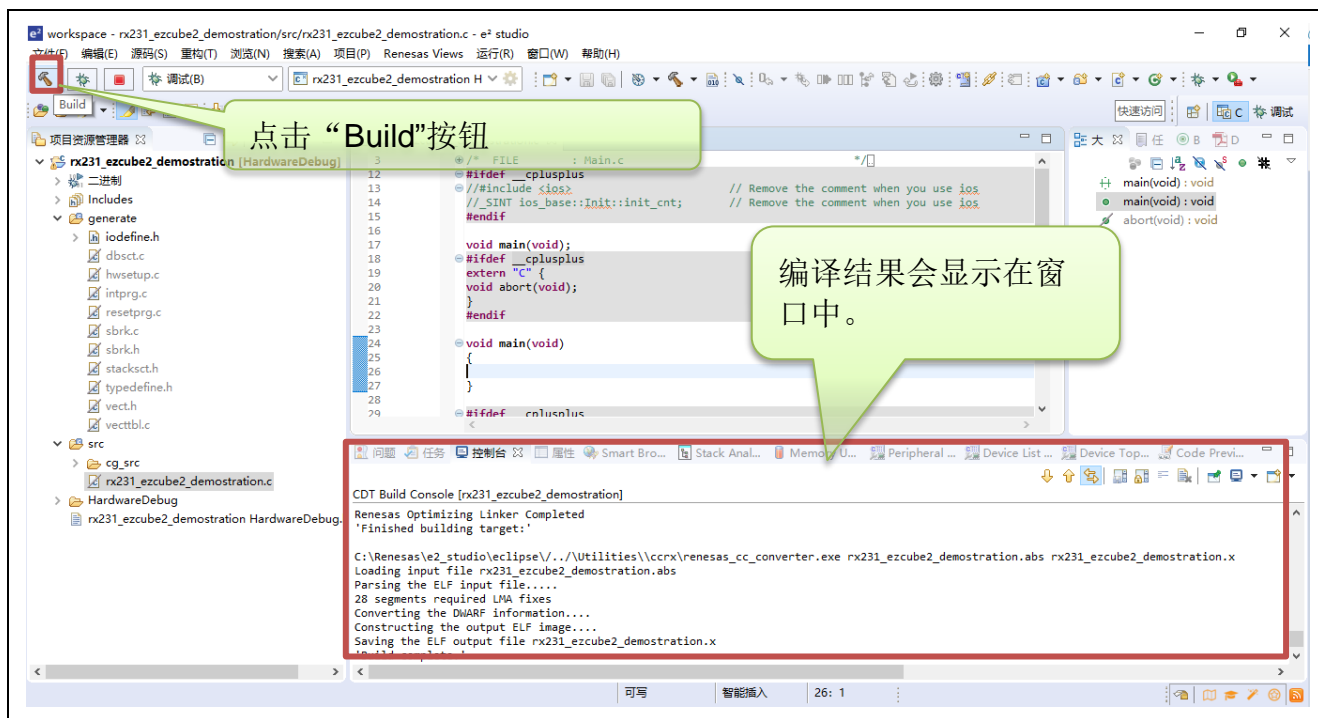 workspace - rx231_ezcube2_demostration/src/rx231_ezcube2_demostration.c - e² studio
文件(F) 编辑(E) 源码(S) 重构(T) 浏览(N) 搜索(A) 项目(P) Renesas Views 运行(R) 窗口(W) 帮助(H)
调试(B) rx231_ezcube2_demostration H
Build
快速访问 C 调试
点击“Build”按钮
项目资源管理器
大 任 B D
rx231_ezcube2_demostration [HardwareDebug]
二进制
Includes
generate
iodefine.h
dbsct.c
hwsetup.c
intprg.c
resetprg.c
sbrk.c
sbrk.h
stacksct.h
typedefine.h
vect.h
vecttbl.c
src
cg_src
rx231_ezcube2_demostration.c
HardwareDebug
rx231_ezcube2_demostration HardwareDebug.
3 /* FILE : Main.c */
12 #ifdef __cplusplus
13 //#include <ios> // Remove the comment when you use ios
14 //_SINT ios_base::Init::init_cnt; // Remove the comment when you use ios
15 #endif
16
17 void main(void);
18 #ifdef __cplusplus
19 extern "C" {
20 void abort(void);
21 }
22 #endif
23
24 void main(void)
25 {
26
27 }
28
29 #ifdef __cplusplus
main(void) : void
main(void) : void
abort(void) : void
编译结果会显示在窗
口中。
问题 任务 控制台 属性 Smart Bro... Stack Anal... Memory U... Peripheral ... Device List ... Device Top... Code Previ...
CDT Build Console [rx231_ezcube2_demostration]
Renesas Optimizing Linker Completed
'Finished building target:'
C:\Renesas\e2_studio\eclipse\/../\Utilities\\ccrx\renesas_cc_converter.exe rx231_ezcube2_demostration.abs rx231_ezcube2_demostration.x
Loading input file rx231_ezcube2_demostration.abs
Parsing the ELF input file.....
28 segments required LMA fixes
Converting the DWARF information....
Constructing the output ELF image....
Saving the ELF output file rx231_ezcube2_demostration.x
'Build complete.'
可写 智能插入 26: 1